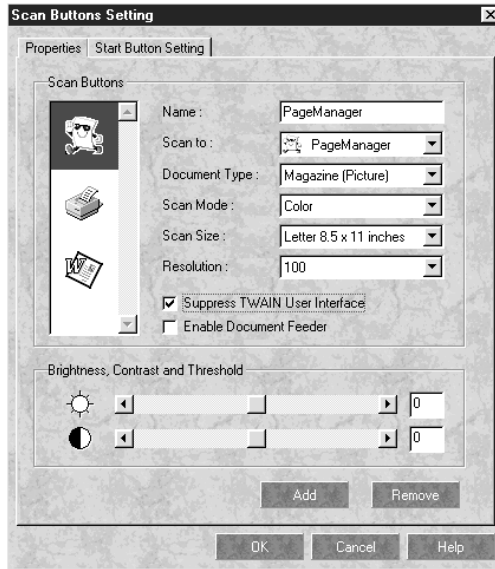 Scan Buttons Setting
Properties Start Button Setting
Scan Buttons
Name : PageManager
Scan to : PageManager
Document Type : Magazine (Picture)
Scan Mode : Color
Scan Size : Letter 8.5 x 11 inches
Resolution : 100
Suppress TWAIN User Interface
Enable Document Feeder
Brightness, Contrast and Threshold
0
0
Add Remove
OK Cancel Help